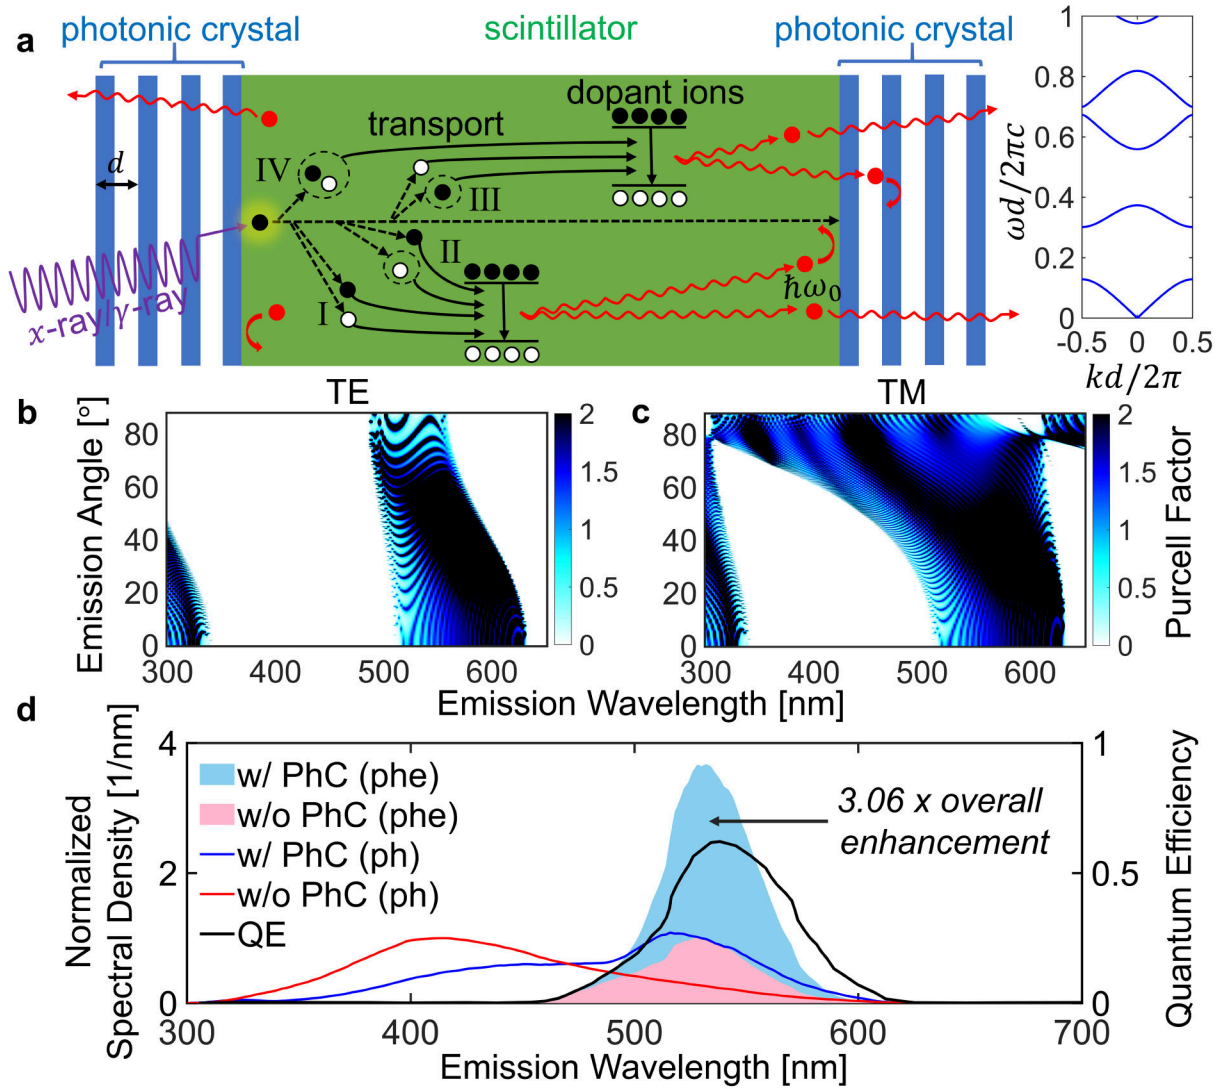 a
photonic crystal
scintillator
photonic crystal
dopant ions
transport
d
IV
III
II
I
x-ray/γ-ray
ℏω₀
ωd/2πc
1
0.8
0.6
0.4
0.2
0
-0.5 0 0.5
kd/2π
b
TE
Emission Angle [°]
80
60
40
20
0
300 400 500 600
2
1.5
1
0.5
0
c
TM
80
60
40
20
0
300 400 500 600
2
1.5
1
0.5
0
Purcell Factor
Emission Wavelength [nm]
d
Normalized
Spectral Density [1/nm]
4
2
0
w/ PhC (phe)
w/o PhC (phe)
w/ PhC (ph)
w/o PhC (ph)
QE
3.06 x overall
enhancement
1
0.5
0
Quantum Efficiency
300 400 500 600 700
Emission Wavelength [nm]